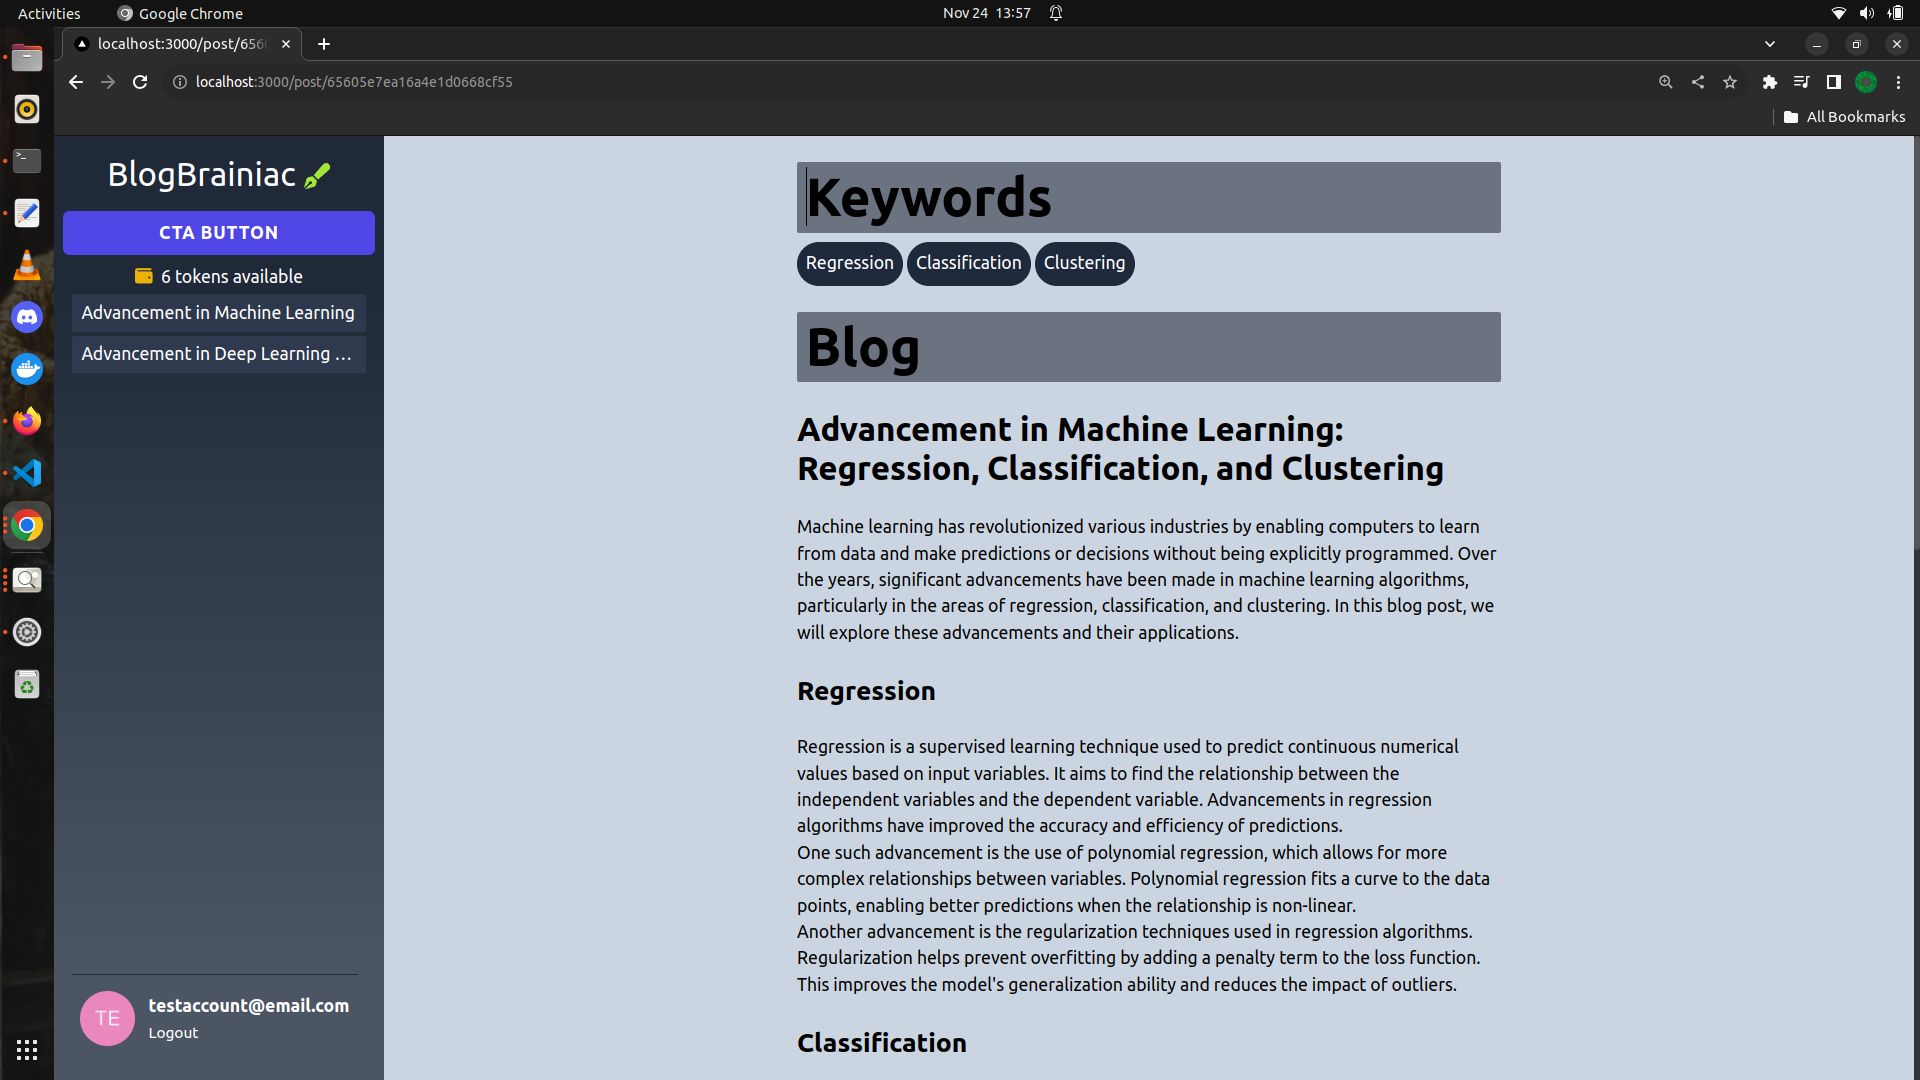 Activities
Google Chrome
Nov 24 13:57
localhost:3000/post/6560
localhost:3000/post/65605e7ea16a4e1d0668cf55
All Bookmarks
BlogBrainiac
CTA BUTTON
6 tokens available
Advancement in Machine Learning
Advancement in Deep Learning ...
TE
testaccount@email.com
Logout
Keywords
Regression
Classification
Clustering
Blog
Advancement in Machine Learning:
Regression, Classification, and Clustering
Machine learning has revolutionized various industries by enabling computers to learn
from data and make predictions or decisions without being explicitly programmed. Over
the years, significant advancements have been made in machine learning algorithms,
particularly in the areas of regression, classification, and clustering. In this blog post, we
will explore these advancements and their applications.
Regression
Regression is a supervised learning technique used to predict continuous numerical
values based on input variables. It aims to find the relationship between the
independent variables and the dependent variable. Advancements in regression
algorithms have improved the accuracy and efficiency of predictions.
One such advancement is the use of polynomial regression, which allows for more
complex relationships between variables. Polynomial regression fits a curve to the data
points, enabling better predictions when the relationship is non-linear.
Another advancement is the regularization techniques used in regression algorithms.
Regularization helps prevent overfitting by adding a penalty term to the loss function.
This improves the model's generalization ability and reduces the impact of outliers.
Classification